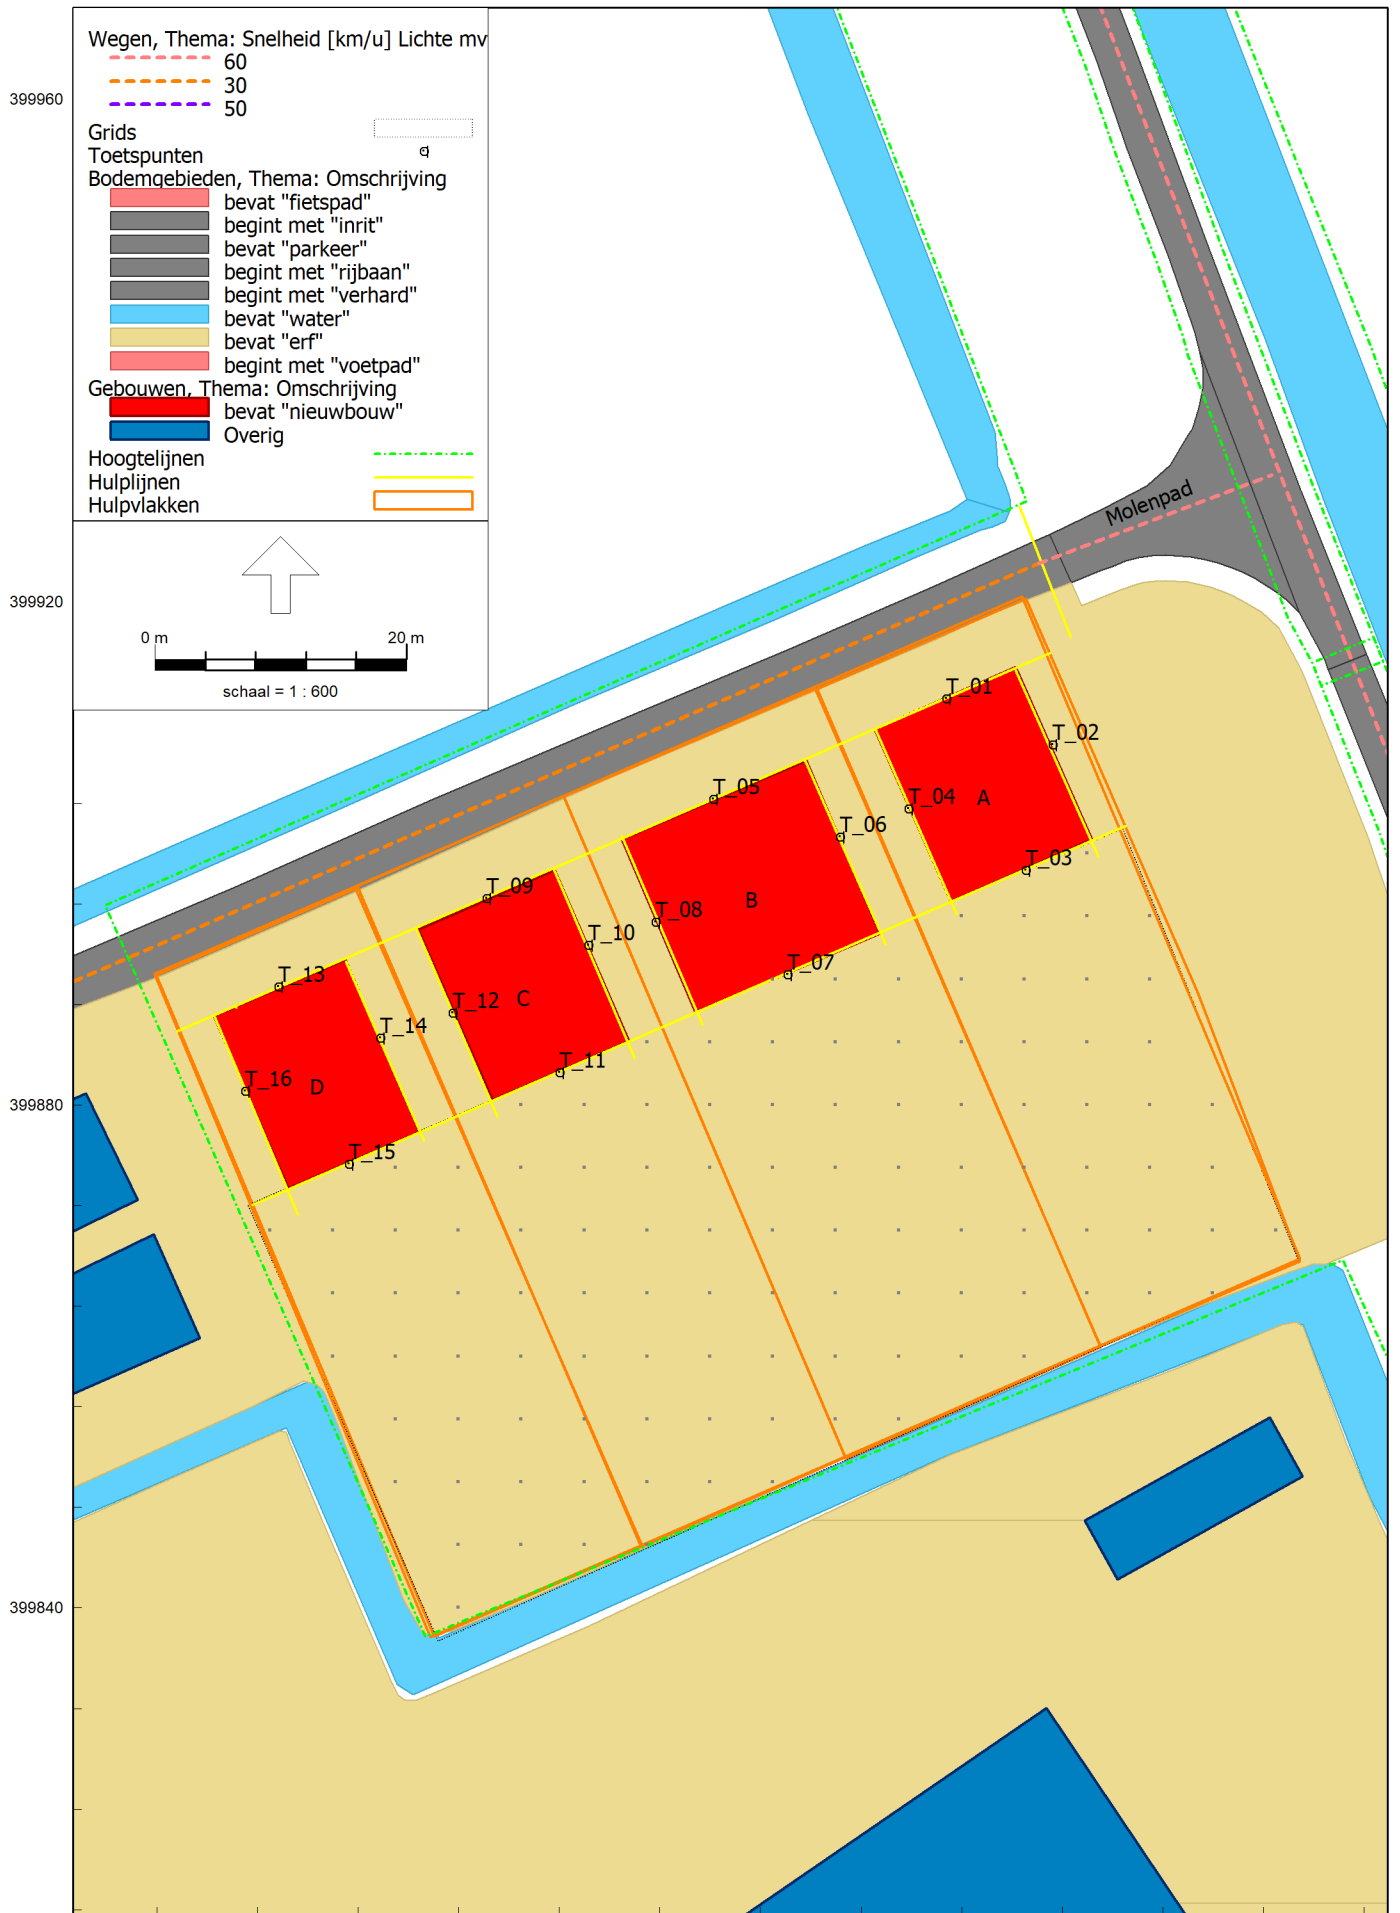 Wegen, Thema: Snelheid [km/u] Lichte mv
60
30
50
Grids
Toetspunten
Bodemgebieden, Thema: Omschrijving
bevat "fietspad"
begint met "inrit"
bevat "parkeer"
begint met "rijbaan"
begint met "verhard"
bevat "water"
bevat "erf"
begint met "voetpad"
Gebouwen, Thema: Omschrijving
bevat "nieuwbouw"
Overig
Hoogtelijnen
Hulplijnen
Hulpvlakken
0 m 20 m
schaal = 1 : 600
399960
399920
399880
399840
Molenpad
T_01
T_02
T_04
A
T_03
T_05
T_06
T_08
B
T_07
T_09
T_10
T_12
C
T_11
T_13
T_14
T_16
D
T_15